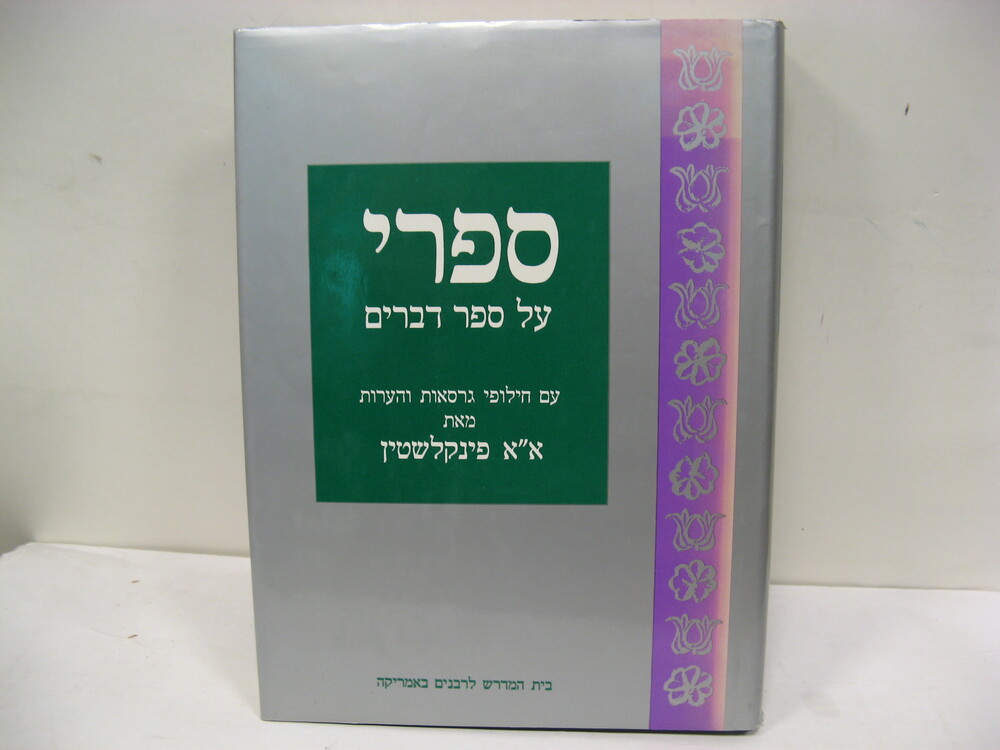 ספרי
על ספר דברים
עם חילופי גרסאות והערות
מאת
א״א פינקלשטין
בית המדרש לרבנים באמריקה